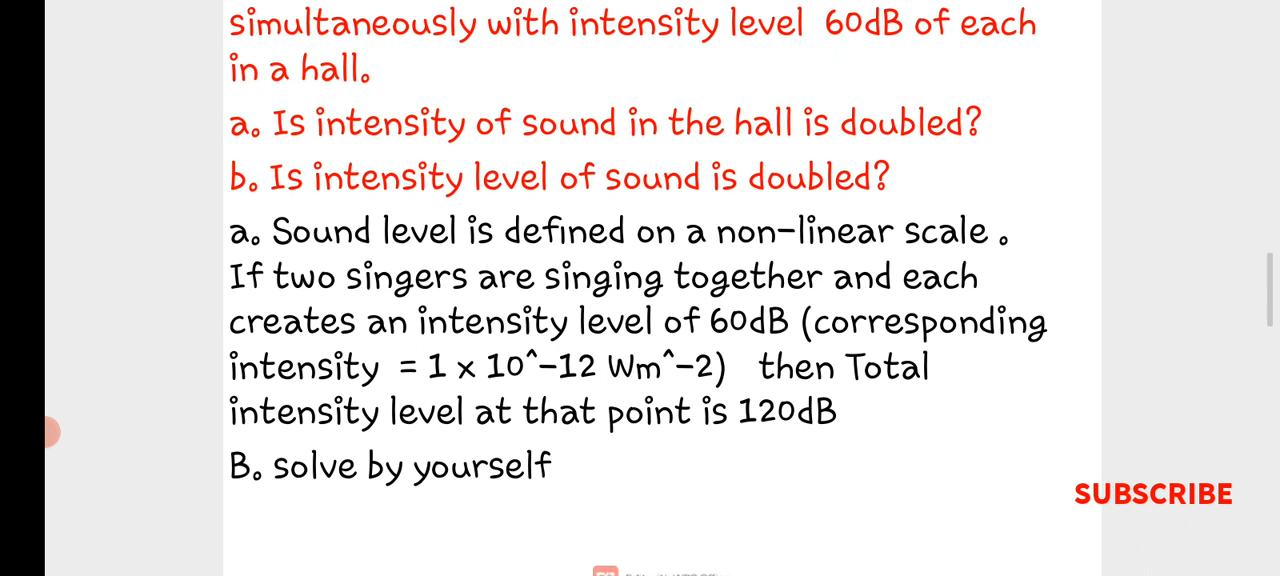 simultaneously with intensity level 60dB of each
in a hall.
a. Is intensity of sound in the hall is doubled?
b. Is intensity level of sound is doubled?
a. Sound level is defined on a non-linear scale .
If two singers are singing together and each
creates an intensity level of 60dB (corresponding
intensity = 1 x 10^-12 Wm^-2) then Total
intensity level at that point is 120dB
B. solve by yourself
SUBSCRIBE